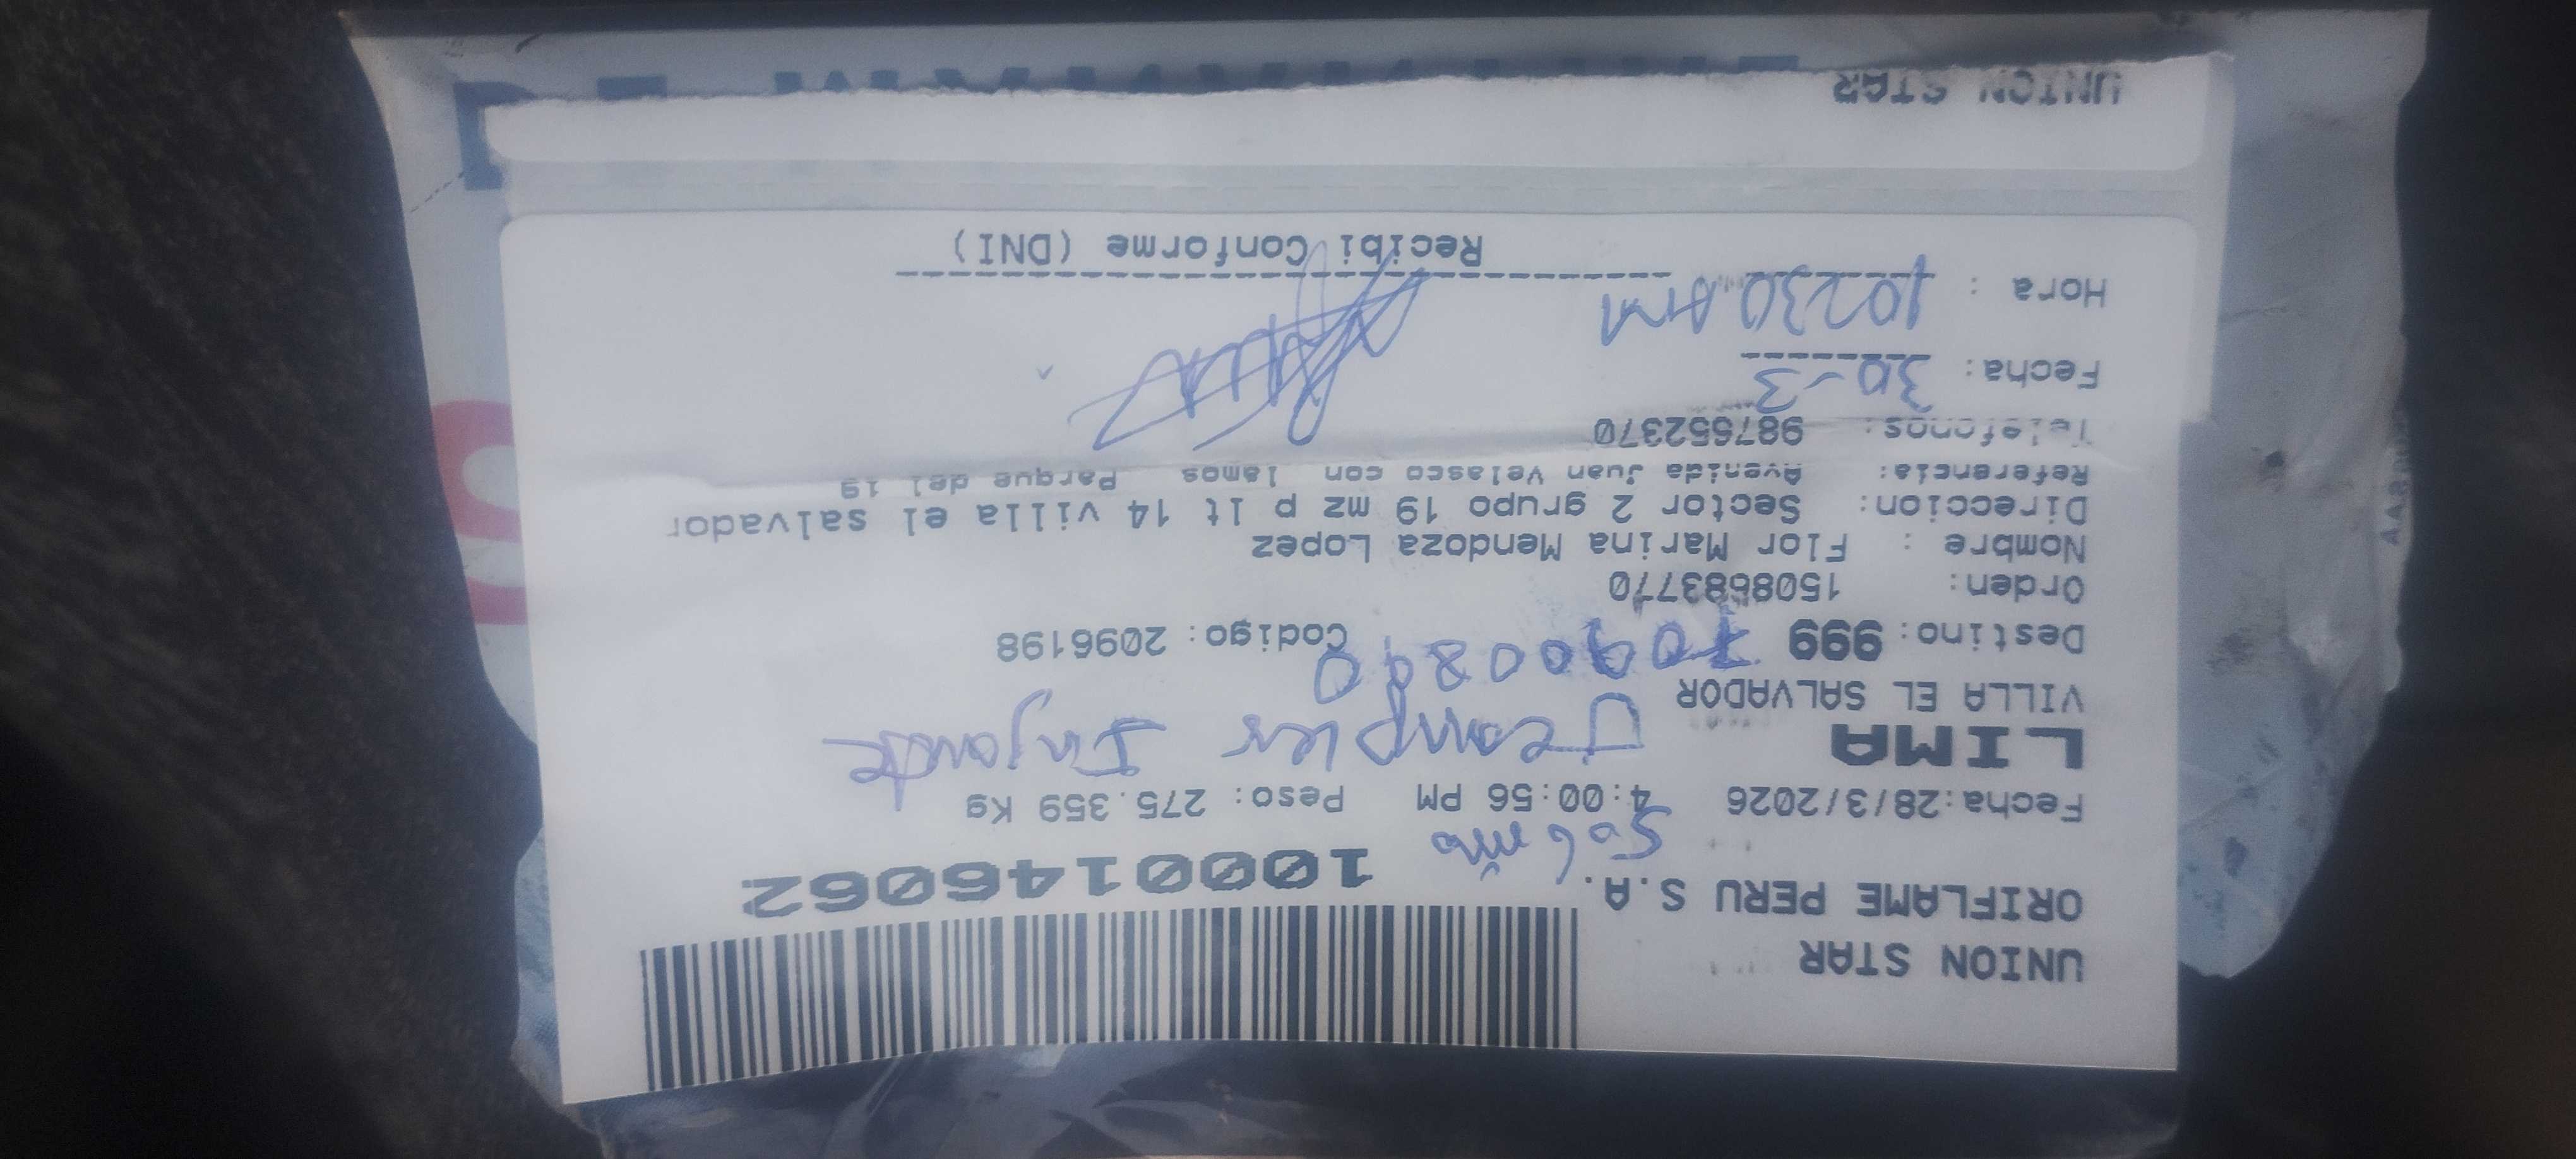 UNION STAR
ORIFLAME PERU S.A.
1000146062
Sobrino
Fecha:28/3/2026 4:00:56 PM Peso: 275.359 Kg
LIMA
VILLA EL SALVADOR
Destino: 999 Codigo: 2096198
Orden: 1508683770
Nombre : Flor Marina Mendoza Lopez
Direccion: Sector 2 grupo 19 mz p lt 14 villa el salvador
Referencia: Avenida Juan Velasco con lamos Parque del 19
Telefonos: 987552370
Fecha: 30-3
Hora : 10:30 AM
Recibi Conforme (DNI)
UNION STAR